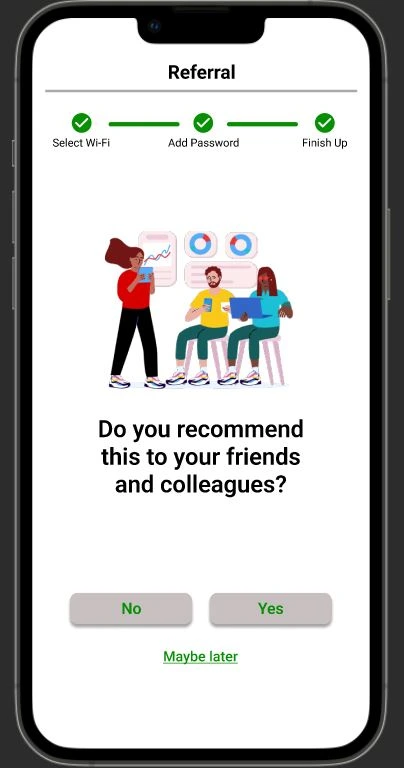 Referral
Select Wi-Fi
Add Password
Finish Up
Do you recommend
this to your friends
and colleagues?
No
Yes
Maybe later